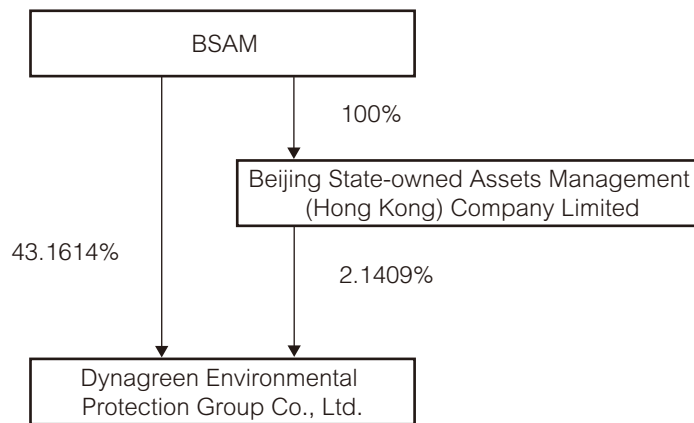 BSAM
100%
Beijing State-owned Assets Management
(Hong Kong) Company Limited
43.1614%
2.1409%
Dynagreen Environmental
Protection Group Co., Ltd.